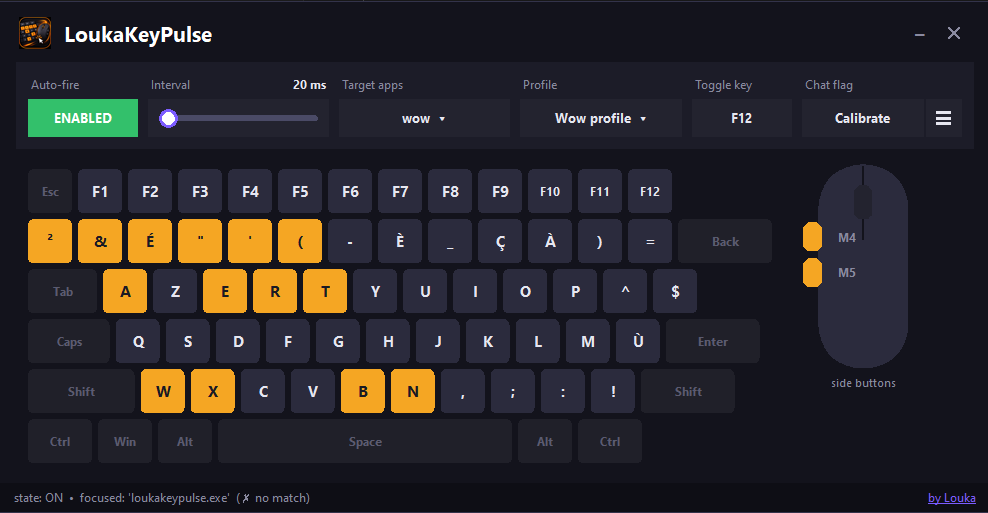 LoukaKeyPulse
Auto-fire Interval 20 ms Target apps Profile Toggle key Chat flag
ENABLED wow Wow profile F12 Calibrate
Esc F1 F2 F3 F4 F5 F6 F7 F8 F9 F10 F11 F12
² & É " ' ( - È _ Ç À ) = Back
M4
Tab A Z E R T Y U I O P ^ $
M5
Caps Q S D F G H J K L M Ù Enter
Shift W X C V B N , ; : ! Shift
side buttons
Ctrl Win Alt Space Alt Ctrl
state: ON • focused: 'loukakeypulse.exe' (✗ no match) by Louka